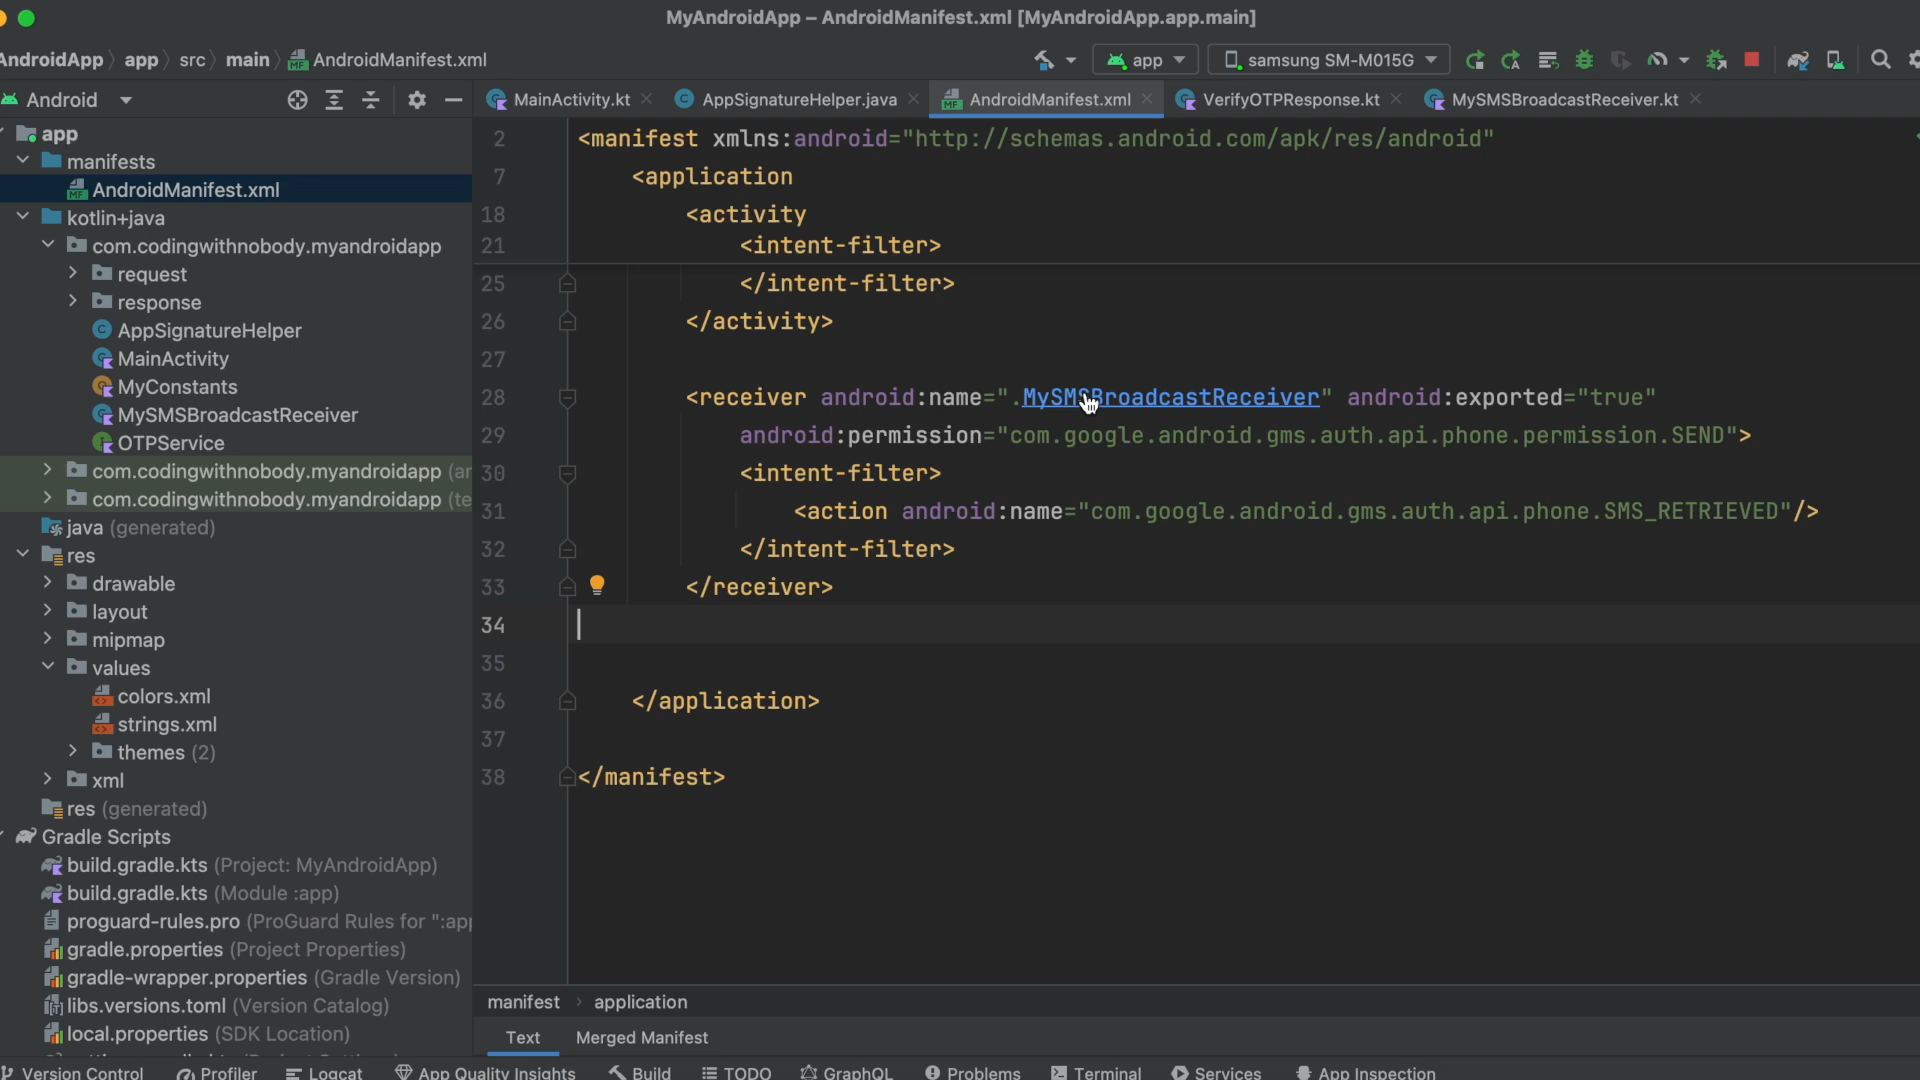 MyAndroidApp – AndroidManifest.xml [MyAndroidApp.app.main]
AndroidApp app src main AndroidManifest.xml
app samsung SM-M015G
Android
MainActivity.kt AppSignatureHelper.java AndroidManifest.xml VerifyOTPResponse.kt MySMSBroadcastReceiver.kt
app
manifests
AndroidManifest.xml
kotlin+java
com.codingwithnobody.myandroidapp
request
response
AppSignatureHelper
MainActivity
MyConstants
MySMSBroadcastReceiver
OTPService
com.codingwithnobody.myandroidapp (ar
com.codingwithnobody.myandroidapp (te
java (generated)
res
drawable
layout
mipmap
values
colors.xml
strings.xml
themes (2)
xml
res (generated)
Gradle Scripts
build.gradle.kts (Project: MyAndroidApp)
build.gradle.kts (Module :app)
proguard-rules.pro (ProGuard Rules for ":app
gradle.properties (Project Properties)
gradle-wrapper.properties (Gradle Version)
libs.versions.toml (Version Catalog)
local.properties (SDK Location)
2 <manifest xmlns:android="http://schemas.android.com/apk/res/android"
7 <application
18 <activity
21 <intent-filter>
25 </intent-filter>
26 </activity>
27
28 <receiver android:name=".MySMSBroadcastReceiver" android:exported="true"
29 android:permission="com.google.android.gms.auth.api.phone.permission.SEND">
30 <intent-filter>
31 <action android:name="com.google.android.gms.auth.api.phone.SMS_RETRIEVED"/>
32 </intent-filter>
33 </receiver>
34
35
36 </application>
37
38 </manifest>
manifest application
Text Merged Manifest
Version Control Profiler Logcat App Quality Insights Build TODO GraphQL Problems Terminal Services App Inspection